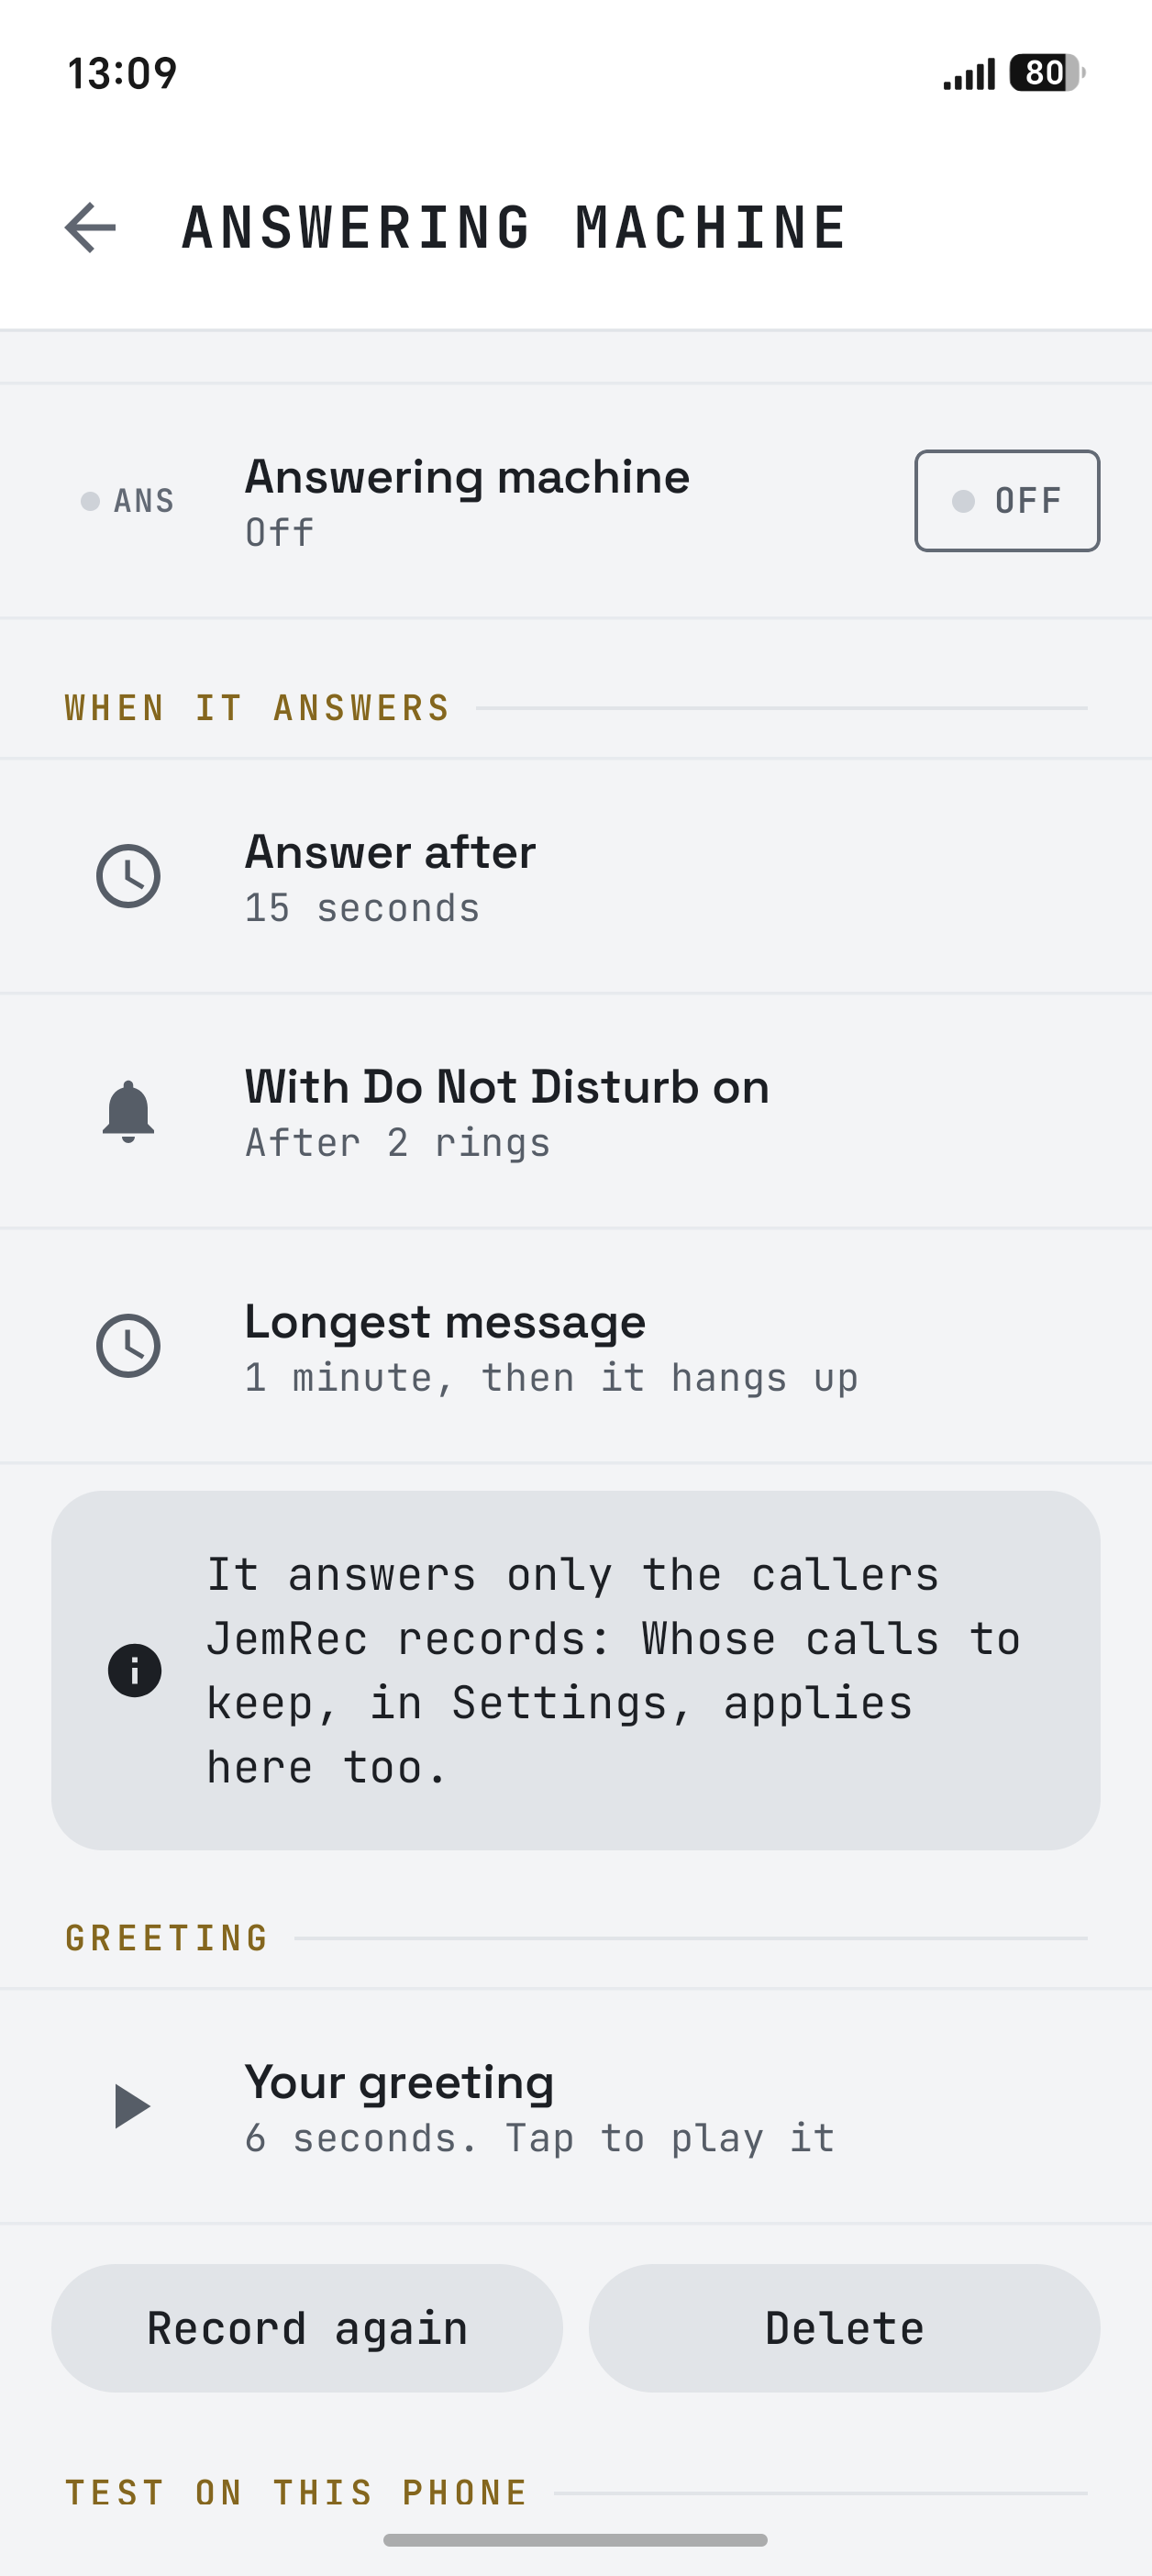 13:09
80
ANSWERING MACHINE
ANS
Answering machine
Off
OFF
WHEN IT ANSWERS
Answer after
15 seconds
With Do Not Disturb on
After 2 rings
Longest message
1 minute, then it hangs up
It answers only the callers
JemRec records: Whose calls to
keep, in Settings, applies
here too.
GREETING
Your greeting
6 seconds. Tap to play it
Record again
Delete
TEST ON THIS PHONE